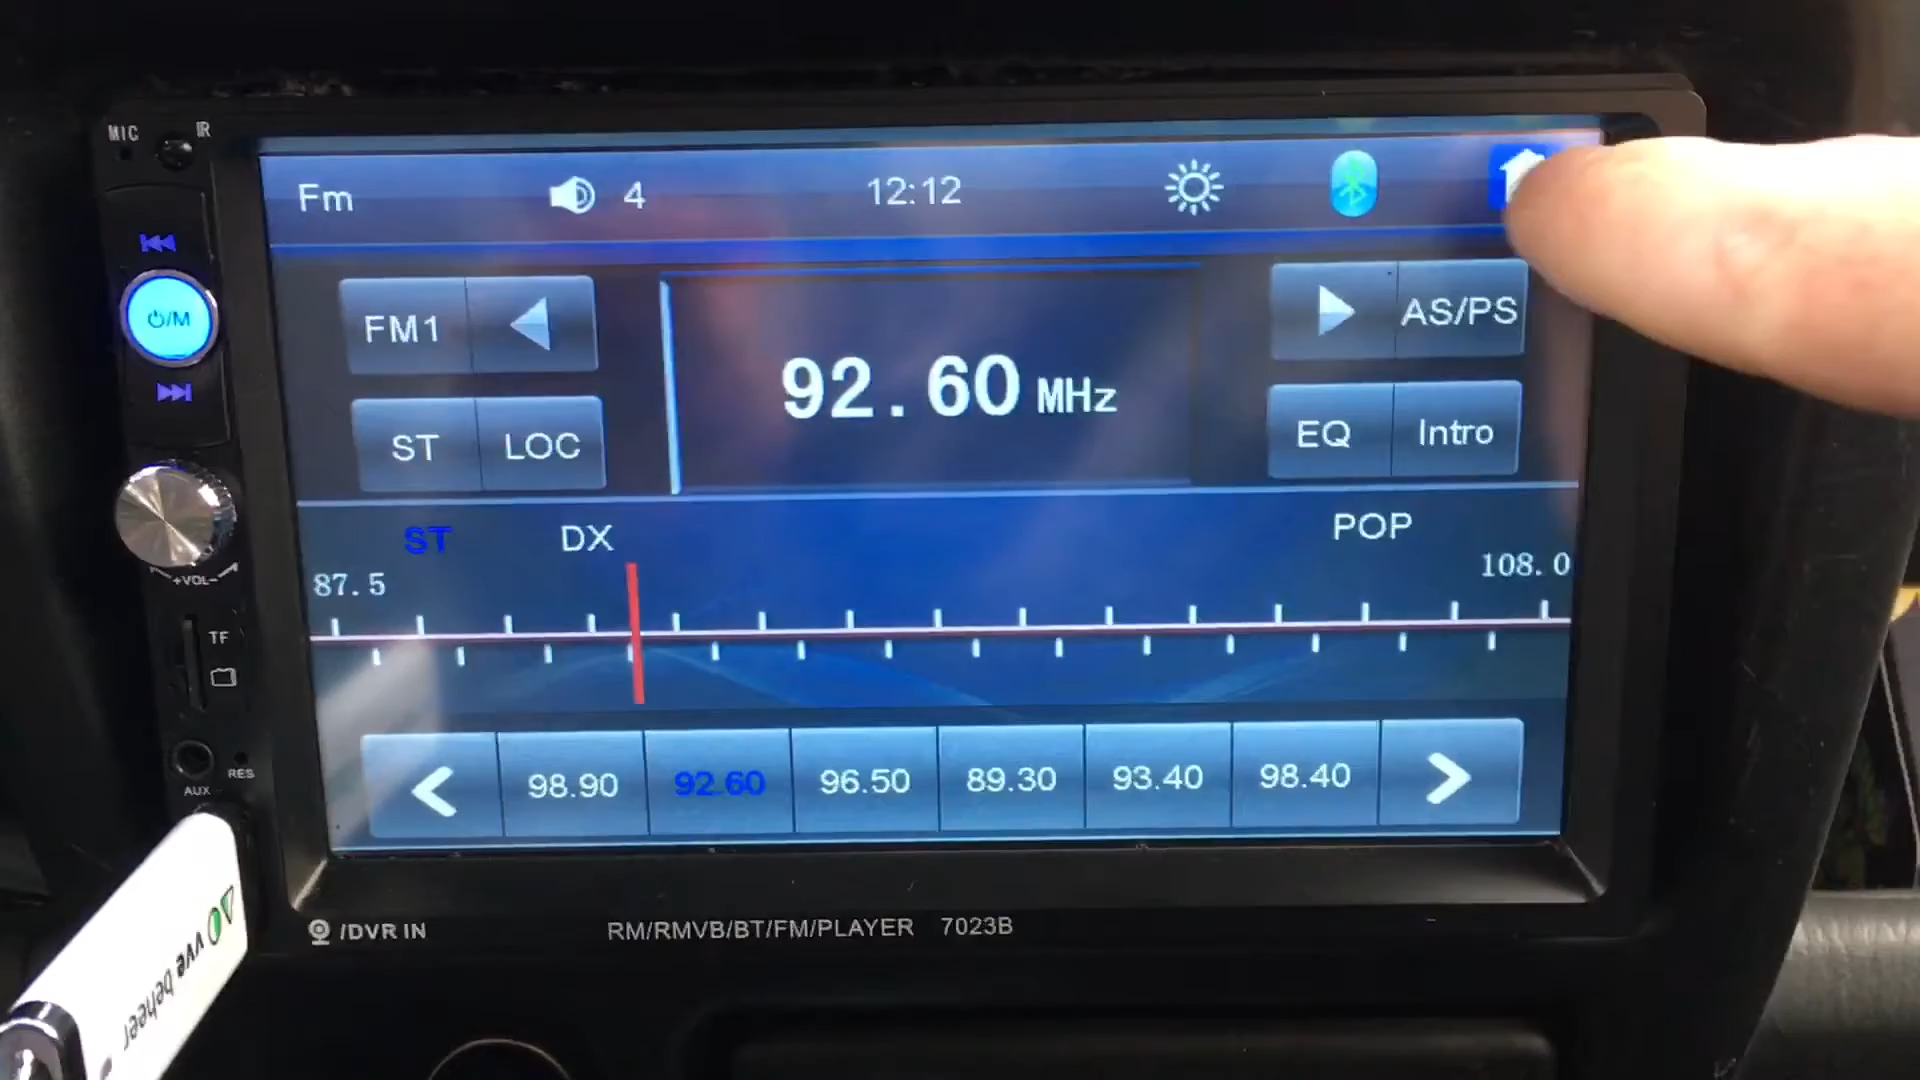 MIC IR
Fm 4 12:12
FM1 AS/PS
⏻/M
92.60 MHz
ST LOC EQ Intro
ST DX POP
87.5 108.0
+VOL-
TF
98.90 92.60 96.50 89.30 93.40 98.40
RES
AUX
/DVR IN RM/RMVB/BT/FM/PLAYER 7023B
vve beheer